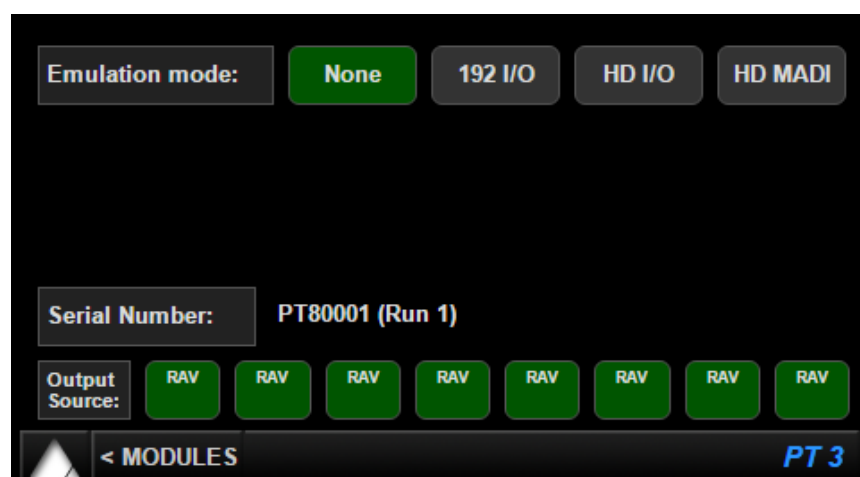 Emulation mode: None 192 I/O HD I/O HD MADI
Serial Number: PT80001 (Run 1)
Output Source: RAV RAV RAV RAV RAV RAV RAV RAV
< MODULES PT 3